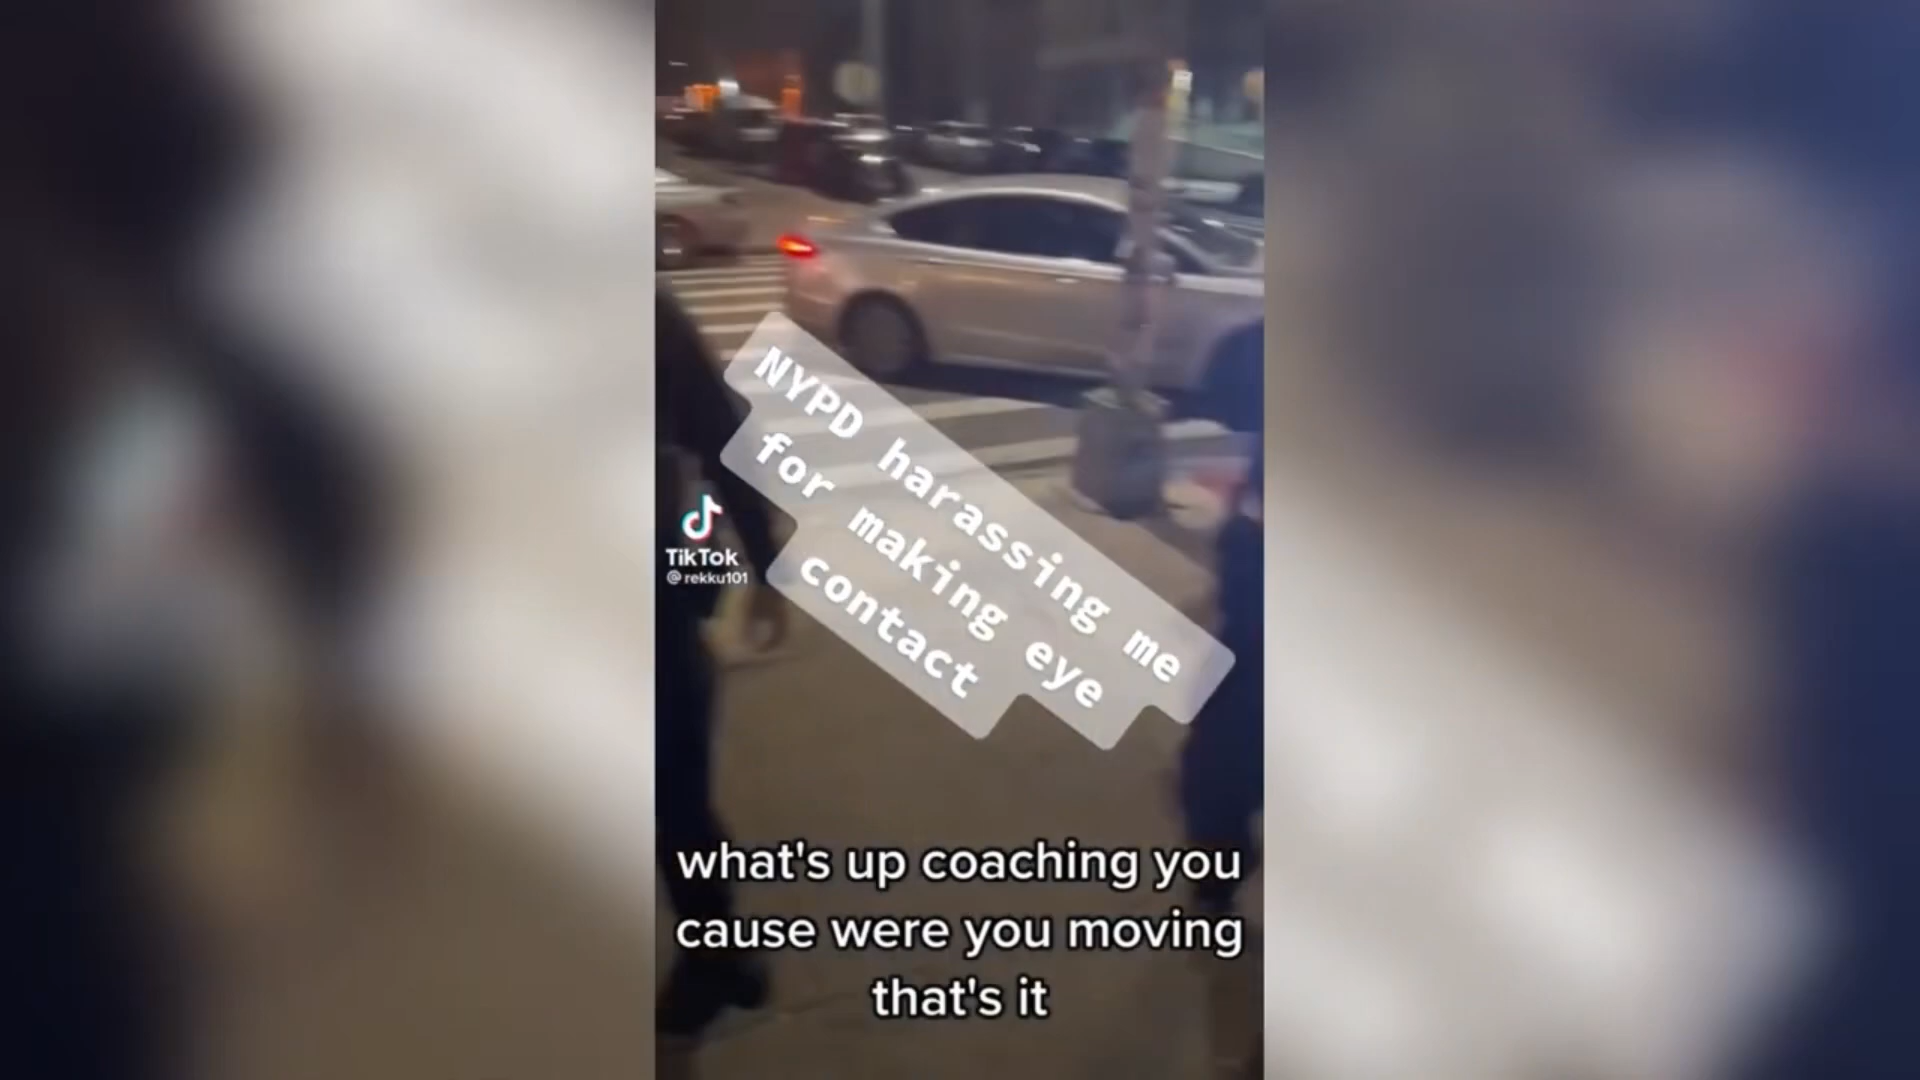 NYPD harassing me
for making eye
contact
TikTok
@rekku101
what's up coaching you
cause were you moving
that's it